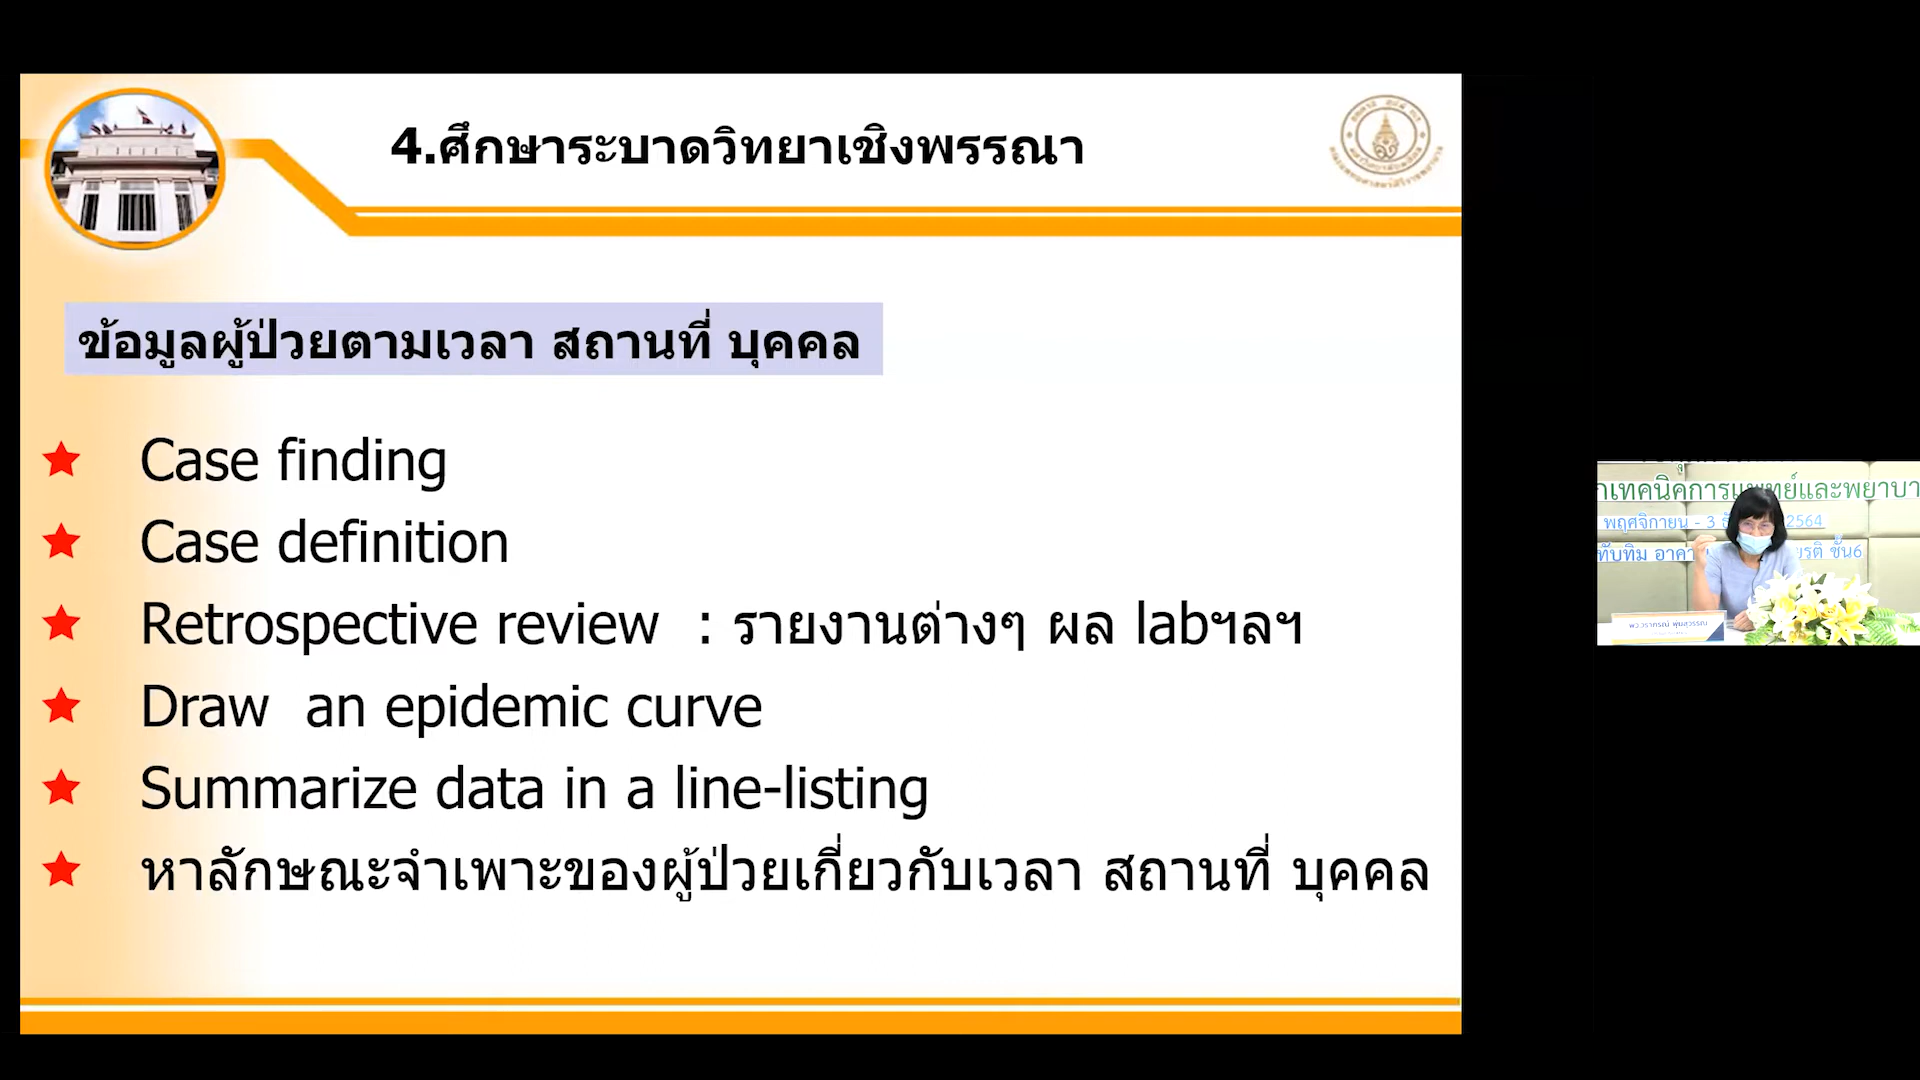 4.ศึกษาระบาดวิทยาเชิงพรรณา
ข้อมูลผู้ป่วยตามเวลา สถานที่ บุคคล
Case finding
Case definition
Retrospective review : รายงานต่างๆ ผล labฯลฯ
Draw an epidemic curve
Summarize data in a line-listing
หาลักษณะจำเพาะของผู้ป่วยเกี่ยวกับเวลา สถานที่ บุคคล
กเทคนิคการแพทย์และพยาบา
พฤศจิกายน - 3 2564
ทับทิม อาคา ยรติ ชั้น6